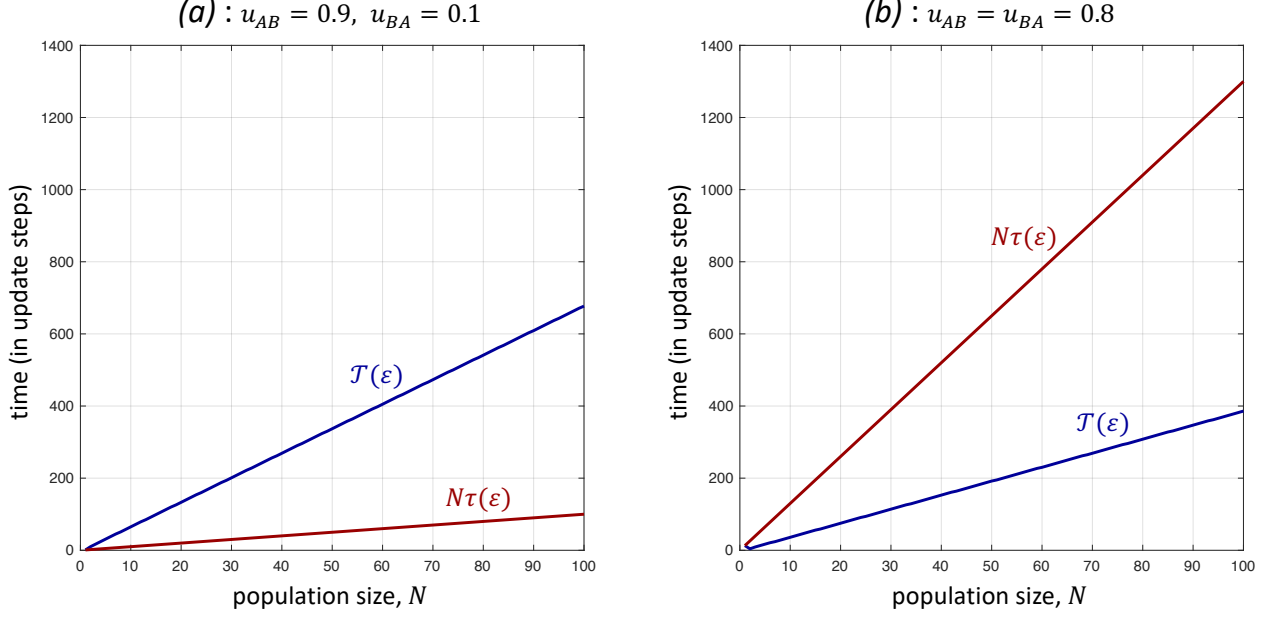 (a) : u_AB = 0.9, u_BA = 0.1
1400
1200
1000
800
600
400
200
0
0 10 20 30 40 50 60 70 80 90 100
time (in update steps)
𝒯(ε)
Nτ(ε)
population size, N
(b) : u_AB = u_BA = 0.8
1400
1200
1000
800
600
400
200
0
0 10 20 30 40 50 60 70 80 90 100
time (in update steps)
Nτ(ε)
𝒯(ε)
population size, N